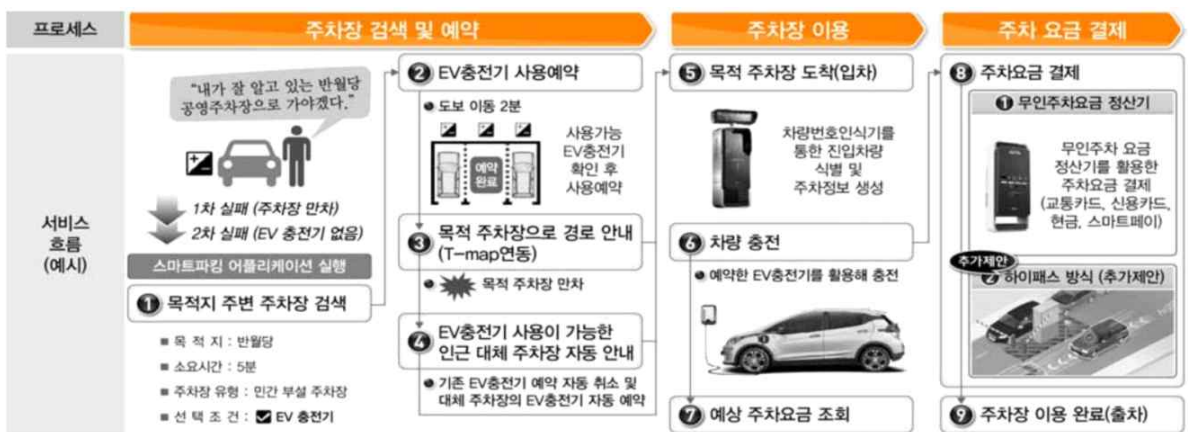 프로세스
주차장 검색 및 예약
주차장 이용
주차 요금 결제
서비스
흐름
(예시)
“내가 잘 알고 있는 반월당
공영주차장으로 가야겠다.”
1차 실패 (주차장 만차)
2차 실패 (EV 충전기 없음)
스마트파킹 어플리케이션 실행
1 목적지 주변 주차장 검색
■ 목 적 지 : 반월당
■ 소요시간 : 5분
■ 주차장 유형 : 민간 부설 주차장
■ 선 택 조 건 : ☑ EV 충전기
2 EV충전기 사용예약
● 도보 이동 2분
예약
완료
사용가능
EV충전기
확인 후
사용예약
3 목적 주차장으로 경로 안내
(T-map연동)
● 목적 주차장 만차
4 EV충전기 사용이 가능한
인근 대체 주차장 자동 안내
● 기존 EV충전기 예약 자동 취소 및
대체 주차장의 EV충전기 자동 예약
5 목적 주차장 도착(입차)
차량번호인식기를
통한 진입차량
식별 및
주차정보 생성
6 차량 충전
● 예약한 EV충전기를 활용해 충전
7 예상 주차요금 조회
8 주차요금 결제
1 무인주차요금 정산기
무인주차 요금
정산기를 활용한
주차요금 결제
(교통카드, 신용카드,
현금, 스마트페이)
추가제안
2 하이패스 방식 (추가제안)
9 주차장 이용 완료(출차)